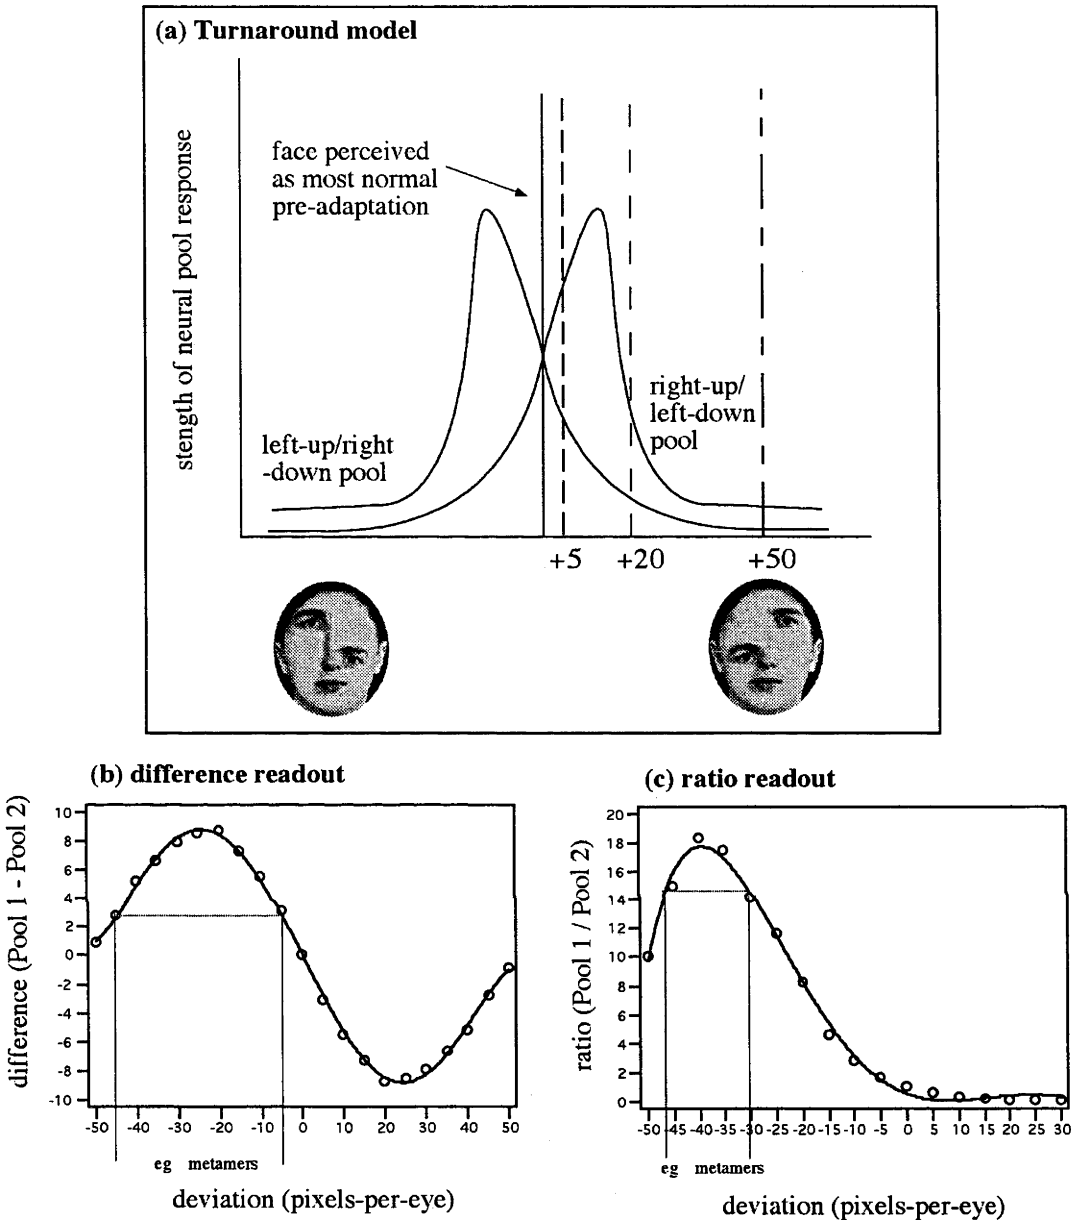 (a) Turnaround model
face perceived
as most normal
pre-adaptation
stength of neural pool response
left-up/right
-down pool
right-up/
left-down
pool
+5
+20
+50
(b) difference readout
difference (Pool 1 - Pool 2)
10
8
6
4
2
0
-2
-4
-6
-8
-10
-50 -40 -30 -20 -10 0 10 20 30 40 50
eg metamers
deviation (pixels-per-eye)
(c) ratio readout
ratio (Pool 1 / Pool 2)
20
18
16
14
12
10
8
6
4
2
0
-50 -45 -40 -35 -30 -25 -20 -15 -10 -5 0 5 10 15 20 25 30
eg metamers
deviation (pixels-per-eye)